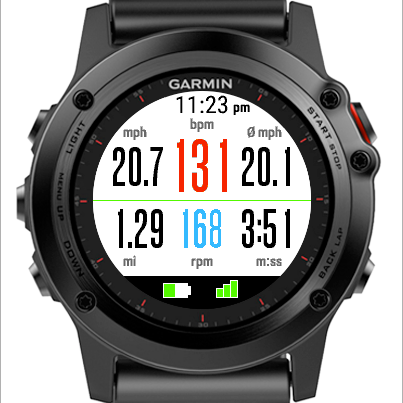 GARMIN
11:23 pm
mph bpm Ø mph
20.7 131 20.1
1.29 168 3:51
mi rpm m:ss
LIGHT
MENU UP
DOWN
START STOP
BACK LAP
30